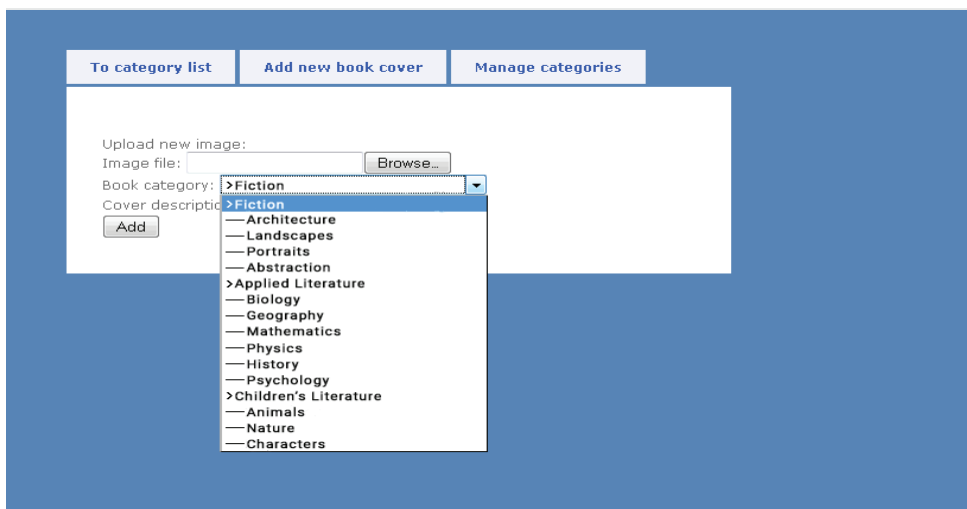 To category list Add new book cover Manage categories
Upload new image:
Image file: Browse...
Book category: >Fiction
Cover descriptio
>Fiction
Add
—Architecture
—Landscapes
—Portraits
—Abstraction
>Applied Literature
—Biology
—Geography
—Mathematics
—Physics
—History
—Psychology
>Children's Literature
—Animals
—Nature
—Characters